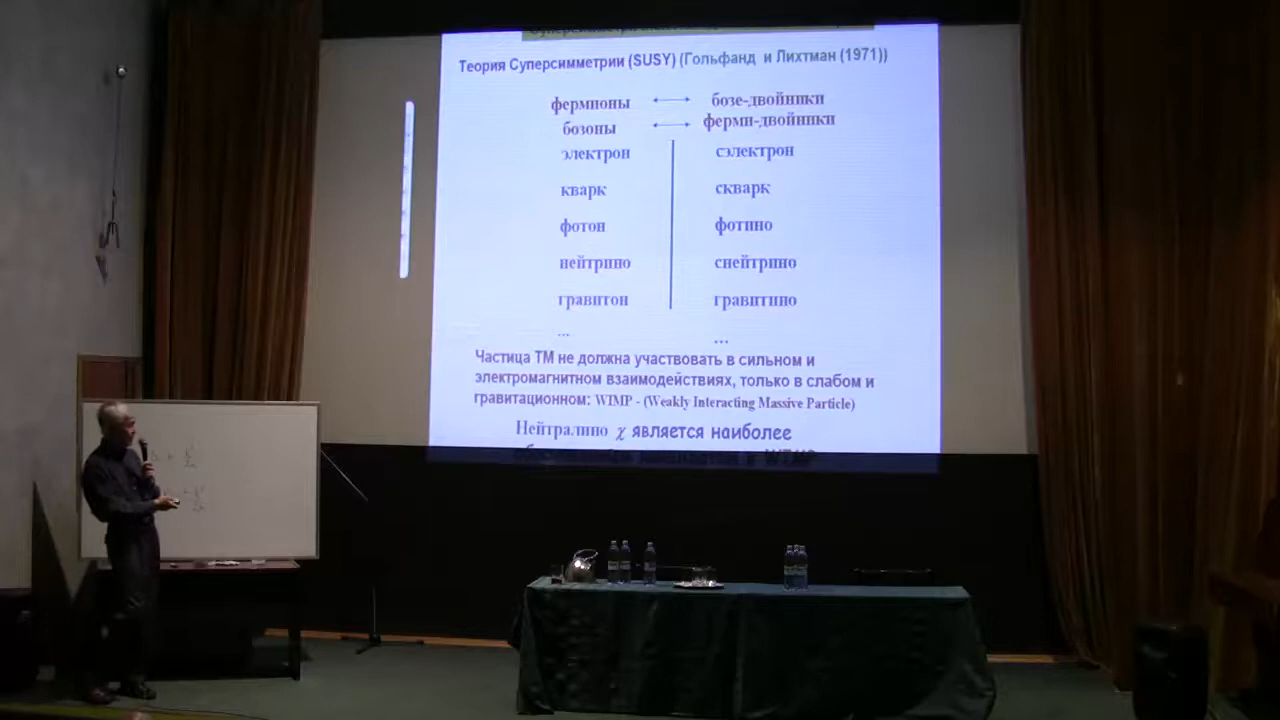 Теория Суперсимметрии (SUSY) (Гольфанд и Лихтман (1971))
фермионы бозе-двойники
бозоны ферми-двойники
электрон сэлектрон
кварк скварк
фотон фотино
нейтрино снейтрино
гравитон гравитино
... ...
Частица ТМ не должна участвовать в сильном и
электромагнитном взаимодействиях, только в слабом и
гравитационном: WIMP - (Weakly Interacting Massive Particle)
Нейтралино χ является наиболее